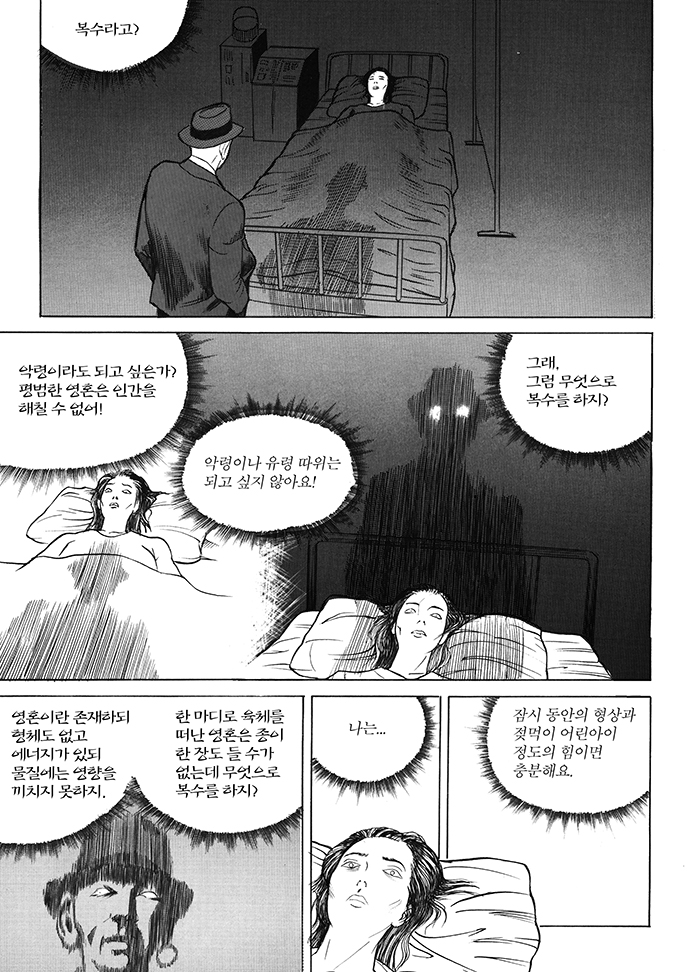 복수라고?
악령이라도 되고 싶은가?
평범한 영혼은 인간을
해칠 수 없어!
악령이나 유령 따위는
되고 싶지 않아요!
그래,
그럼 무엇으로
복수를 하지?
영혼이란 존재하되
형체도 없고
에너지가 있되
물질에는 영향을
끼치지 못하지.
한 마디로 육체를
떠난 영혼은 종이
한 장도 들 수가
없는데 무엇으로
복수를 하지?
나는...
잠시 동안의 형상과
젖먹이 어린아이
정도의 힘이면
충분해요.